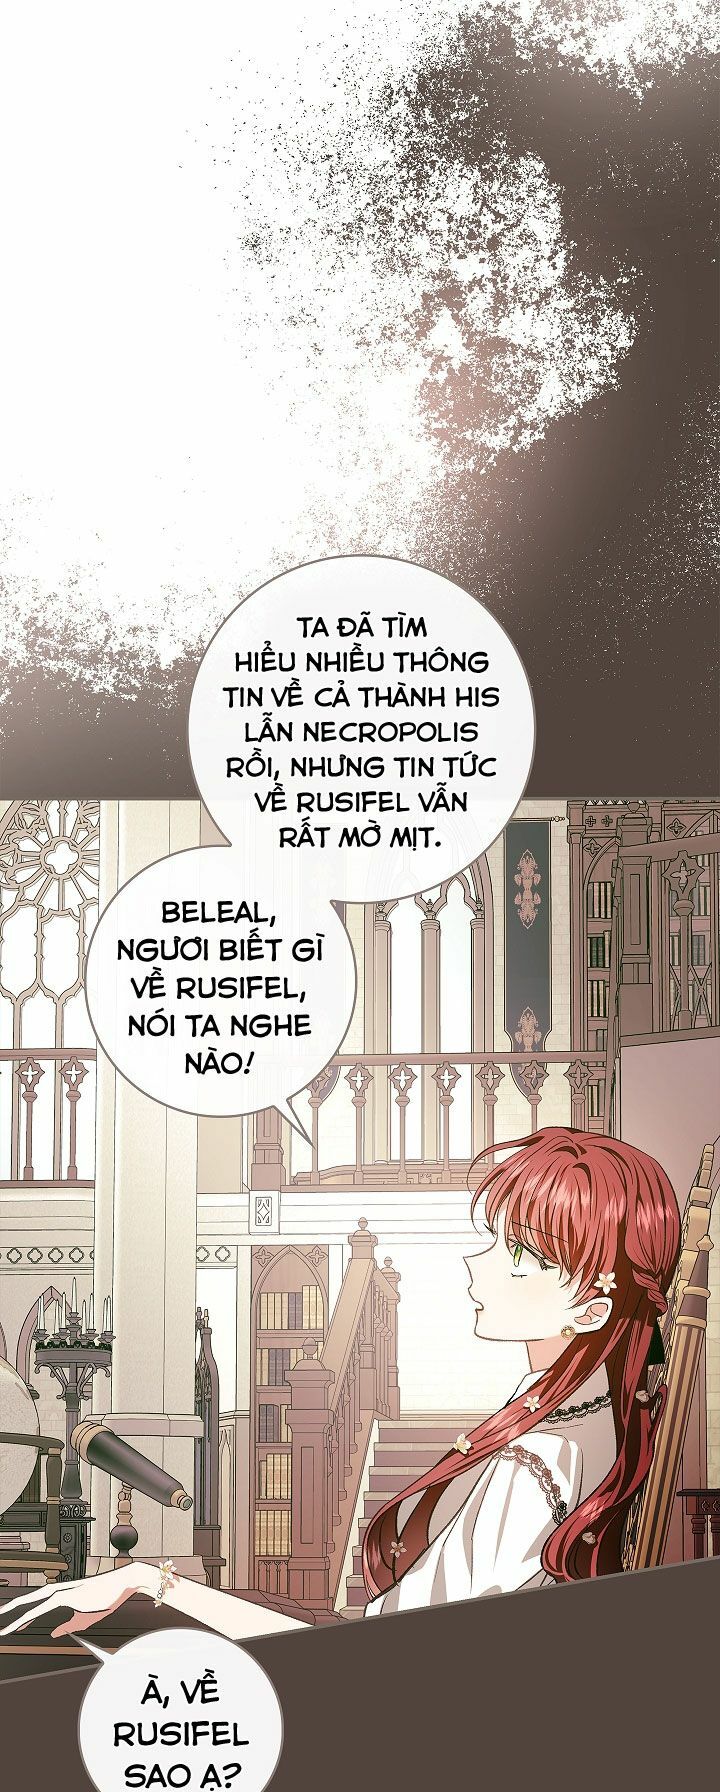 TA ĐÃ TÌM
HIỂU NHIỀU THÔNG
TIN VỀ CẢ THÀNH HIS
LẪN NECROPOLIS
RỒI, NHƯNG TIN TỨC
VỀ RUSIFEL VẪN
RẤT MỜ MỊT.
BELEAL,
NGƯƠI BIẾT GÌ
VỀ RUSIFEL,
NÓI TA NGHE
NÀO!
À, VỀ
RUSIFEL
SAO Ạ?